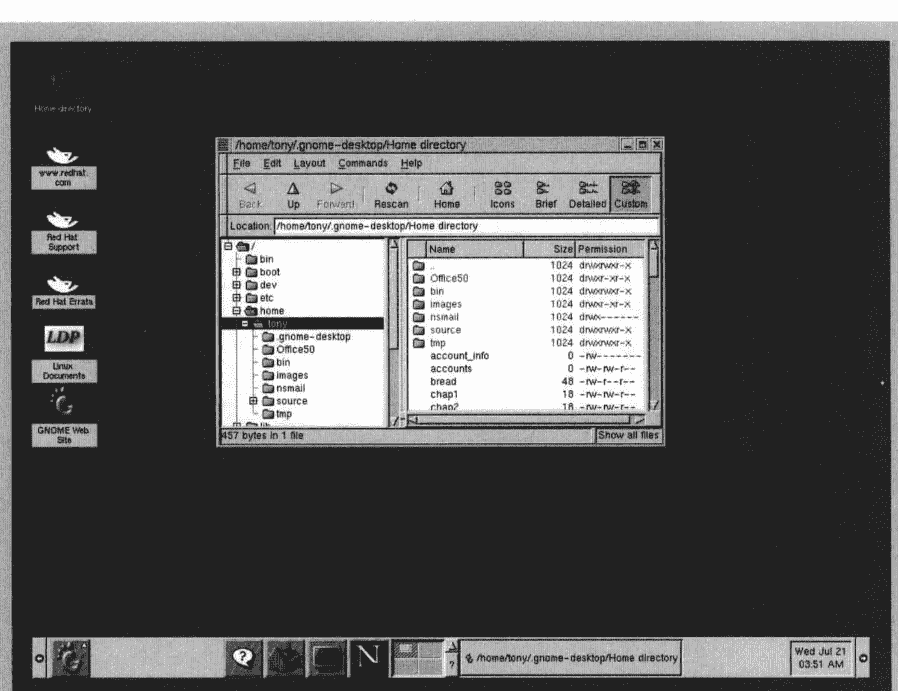 Home directory
www.redhat.
com
Red Hat
Support
Red Hat Errata
LDP
Linux
Documents
GNOME Web
Site
/home/tony/.gnome-desktop/Home directory
File Edit Layout Commands Help
Back Up Forward Rescan Home Icons Brief Detailed Custom
Location: /home/tony/.gnome-desktop/Home directory
/
bin
boot
dev
etc
home
tony
.gnome-desktop
Office50
bin
images
nsmail
source
tmp
lib
Name Size Permission
.. 1024 drwxrwxr-x
Office50 1024 drwxr-xr-x
bin 1024 drwxrwxr-x
images 1024 drwxr-xr-x
nsmail 1024 drwx------
source 1024 drwxrwxr-x
tmp 1024 drwxrwxr-x
account_info 0 -rw-------
accounts 0 -rw-rw-r--
bread 48 -rw-r--r--
chap1 18 -rw-rw-r--
chap2 18 -rw-rw-r--
457 bytes in 1 file Show all files
? N ? /home/tony/.gnome-desktop/Home directory
Wed Jul 21
03:51 AM